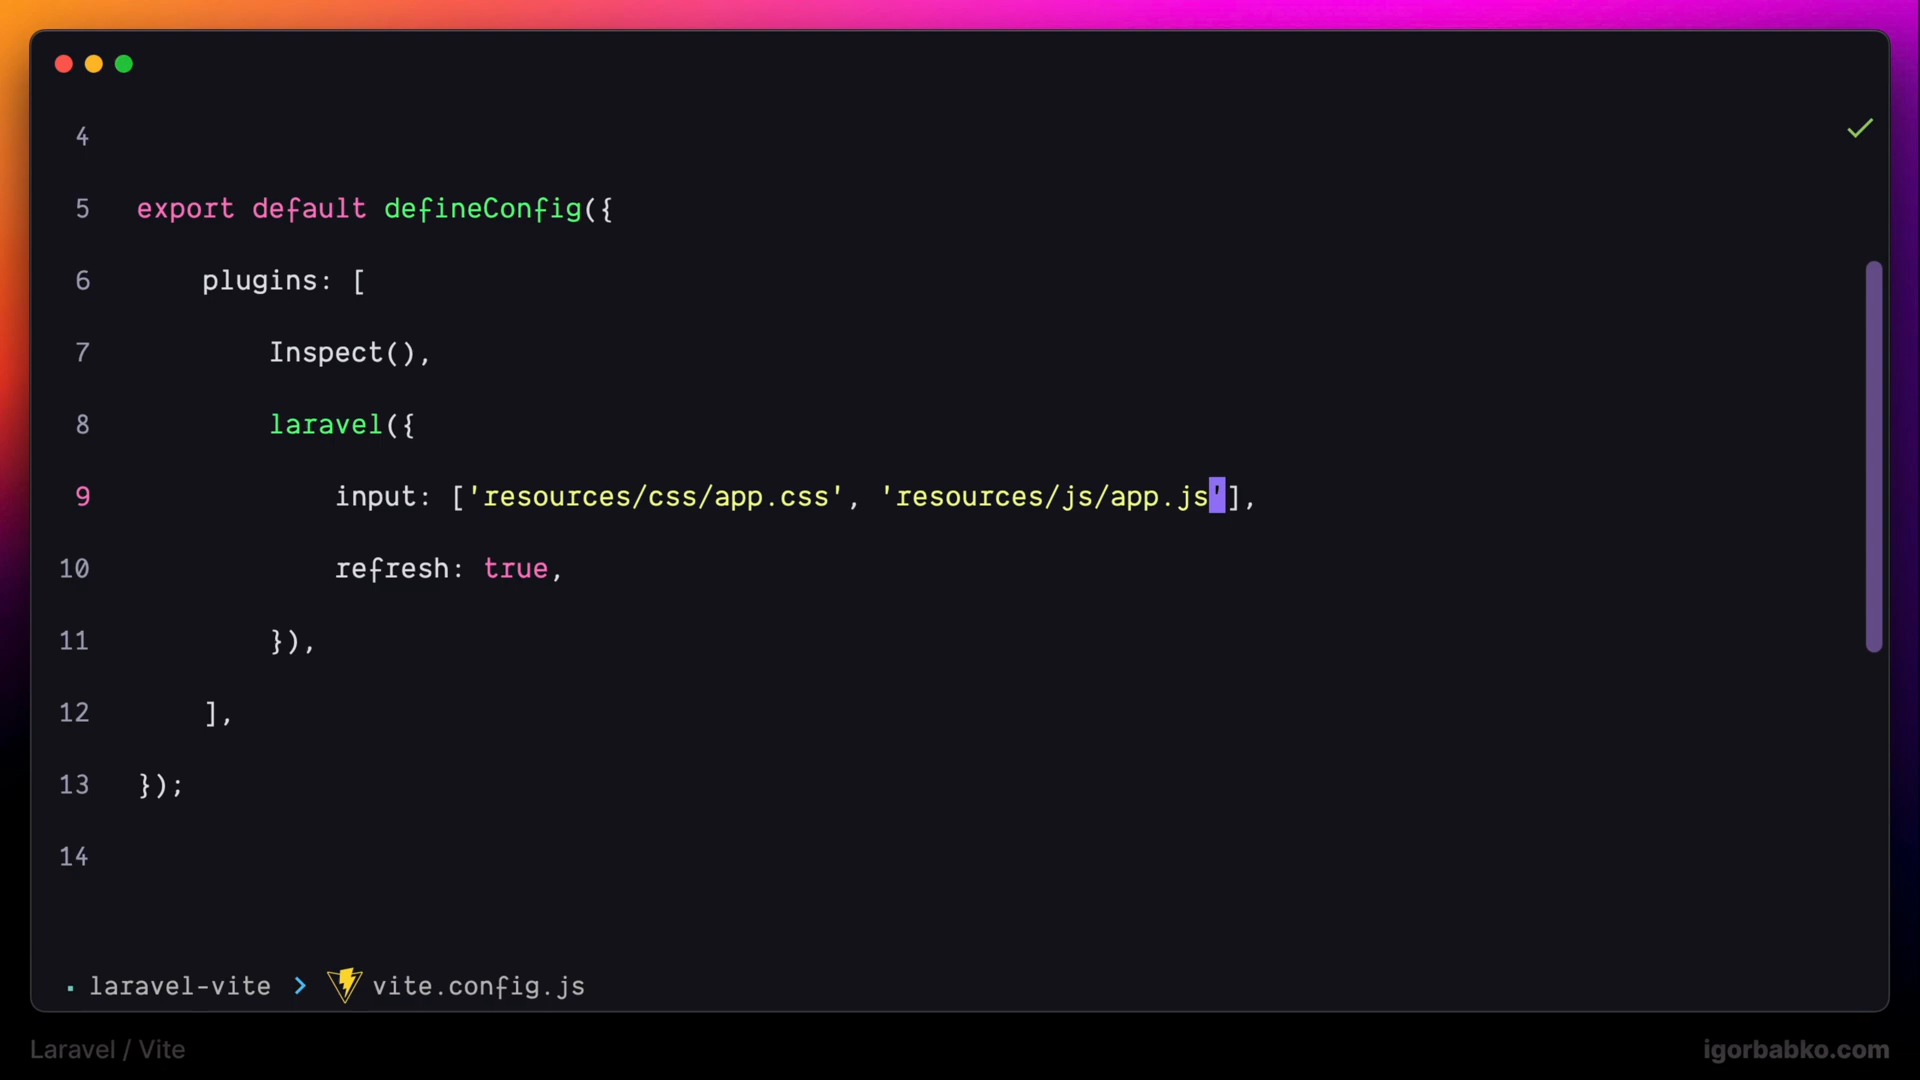 4
5 export default defineConfig({
6     plugins: [
7         Inspect(),
8         laravel({
9             input: ['resources/css/app.css', 'resources/js/app.js'],
10             refresh: true,
11         }),
12     ],
13 });
14
laravel-vite > vite.config.js
Laravel / Vite
igorbabko.com